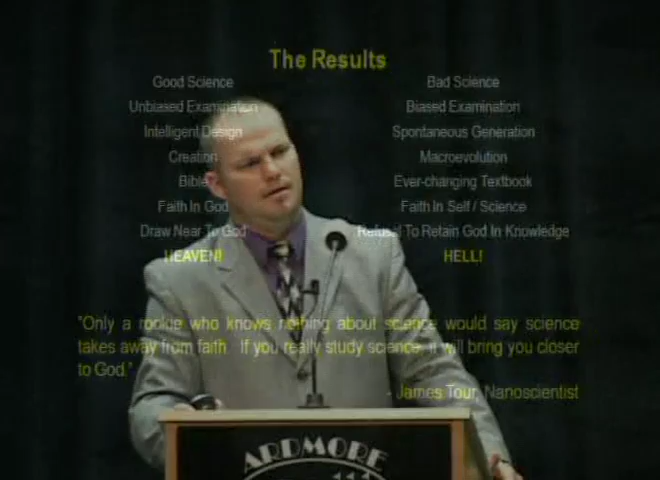 The Results
Good Science Bad Science
Unbiased Examination Biased Examination
Intelligent Design Spontaneous Generation
Creation Macroevolution
Bible Ever-changing Textbook
Faith In God Faith In Self / Science
Draw Near To God Refusal To Retain God In Knowledge
HEAVEN! HELL!
"Only a rookie who knows nothing about science would say science
takes away from faith. If you really study science, it will bring you closer
to God."
- James Tour, Nanoscientist
ARDMORE